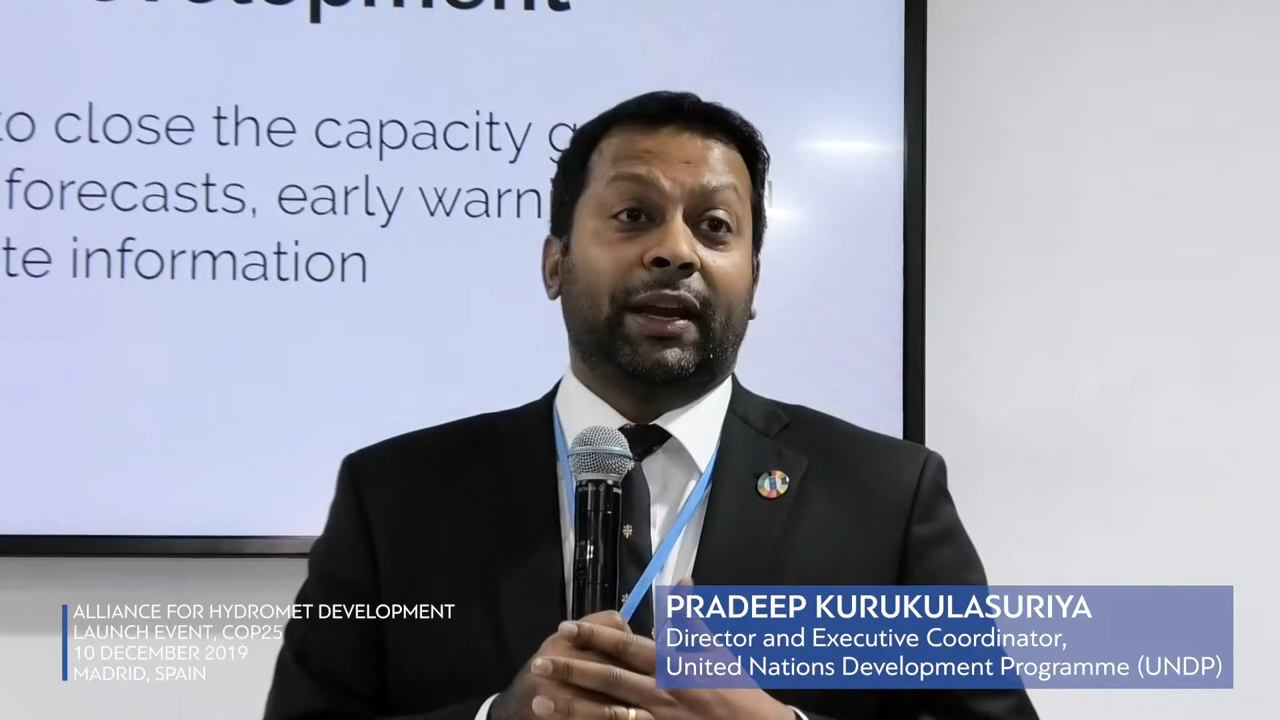 Development
to close the capacity
forecasts, early
te information
ALLIANCE FOR HYDROMET DEVELOPMENT
LAUNCH EVENT, COP25
10 DECEMBER 2019
MADRID, SPAIN
PRADEEP KURUKULASURIYA
Director and Executive Coordinator,
United Nations Development Programme (UNDP)